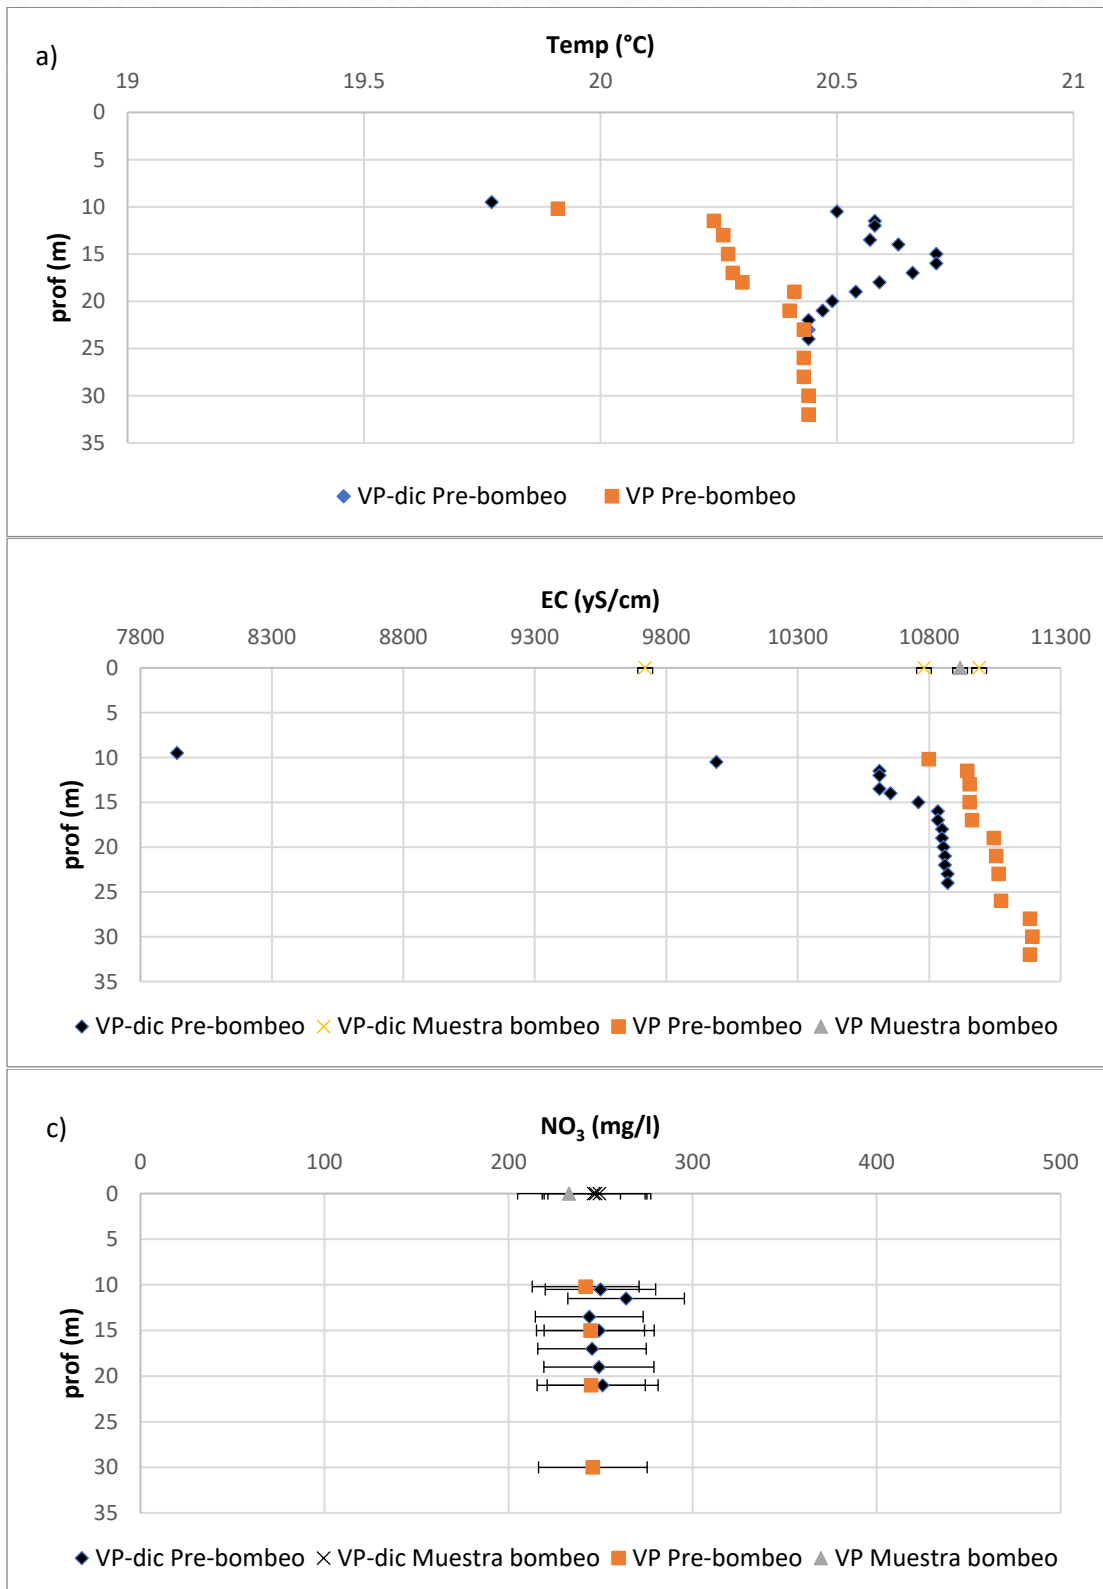 a)
Temp (°C)
19 19.5 20 20.5 21
0
5
10
15
20
25
30
35
prof (m)
VP-dic Pre-bombeo VP Pre-bombeo
EC (yS/cm)
7800 8300 8800 9300 9800 10300 10800 11300
0
5
10
15
20
25
30
35
prof (m)
VP-dic Pre-bombeo VP-dic Muestra bombeo VP Pre-bombeo VP Muestra bombeo
c)
NO₃ (mg/l)
0 100 200 300 400 500
0
5
10
15
20
25
30
35
prof (m)
VP-dic Pre-bombeo VP-dic Muestra bombeo VP Pre-bombeo VP Muestra bombeo